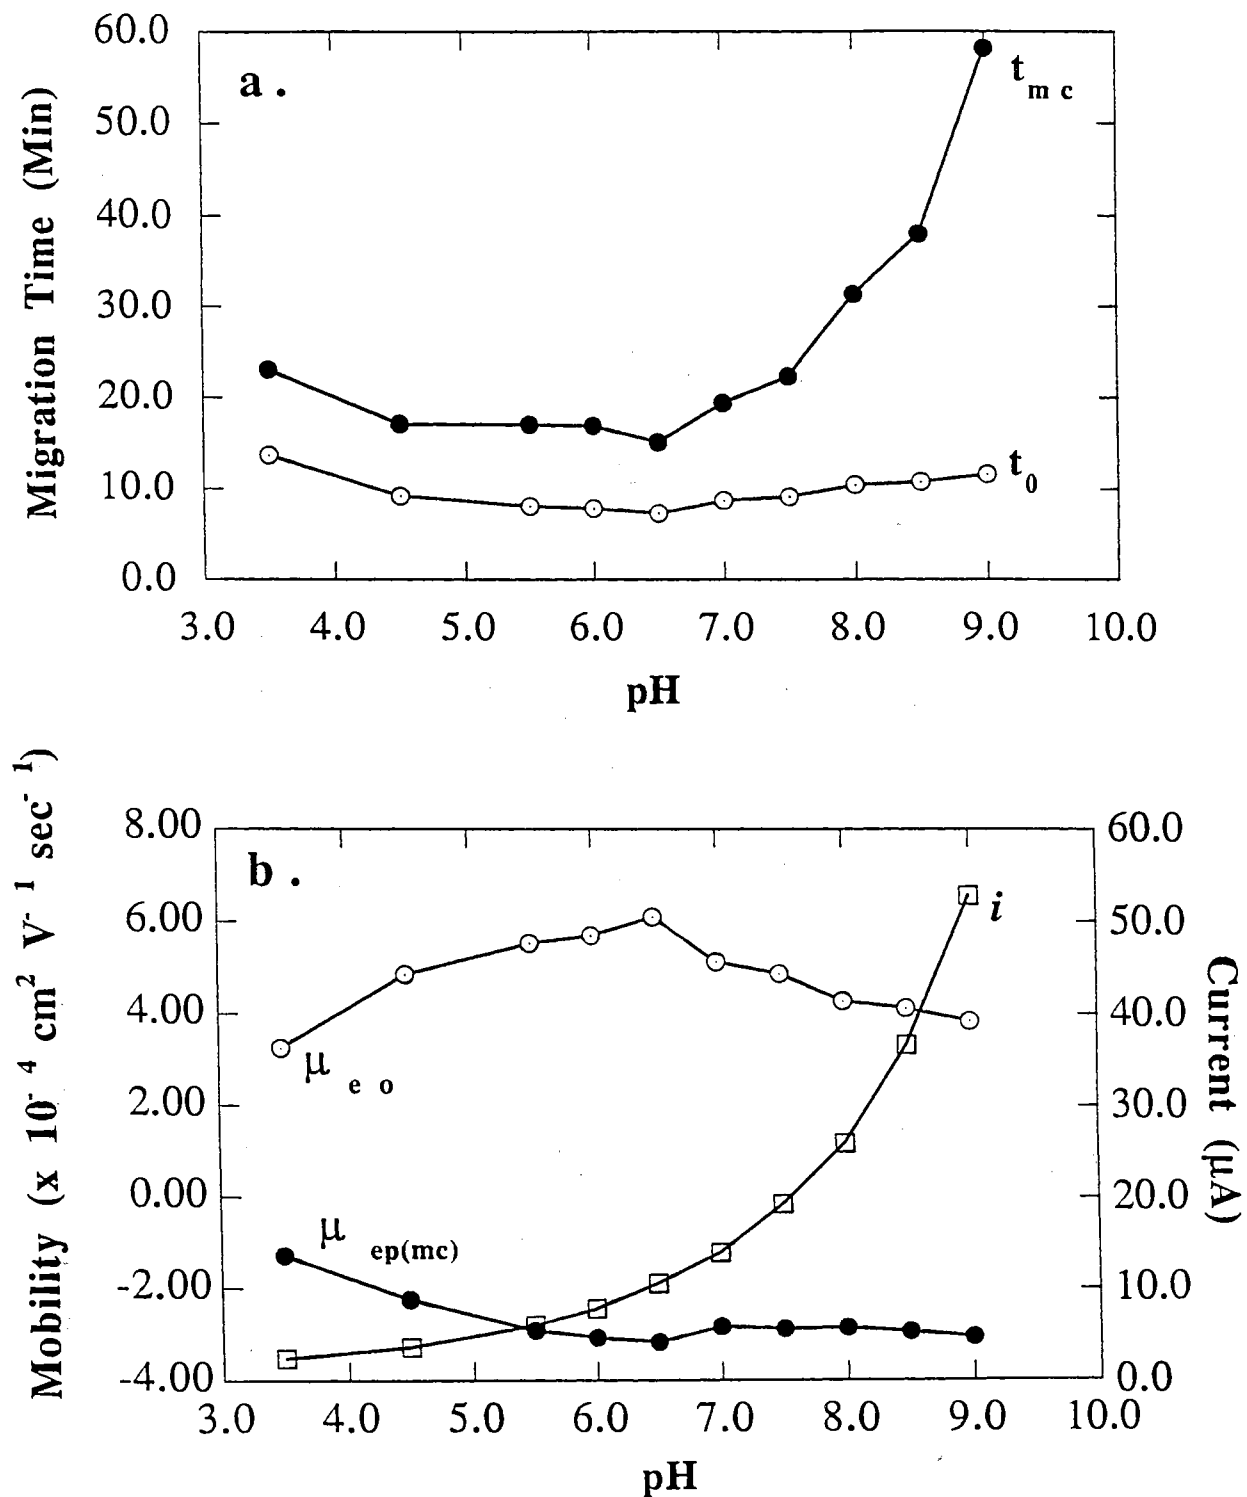 Migration Time (Min)
60.0
50.0
40.0
30.0
20.0
10.0
0.0
a.
t mc
t 0
3.0 4.0 5.0 6.0 7.0 8.0 9.0 10.0
pH
Mobility (x 10-4 cm2 V-1 sec-1)
8.00
6.00
4.00
2.00
0.00
-2.00
-4.00
b.
i
μ eo
μ ep(mc)
60.0
50.0
40.0
30.0
20.0
10.0
0.0
Current (μA)
3.0 4.0 5.0 6.0 7.0 8.0 9.0 10.0
pH